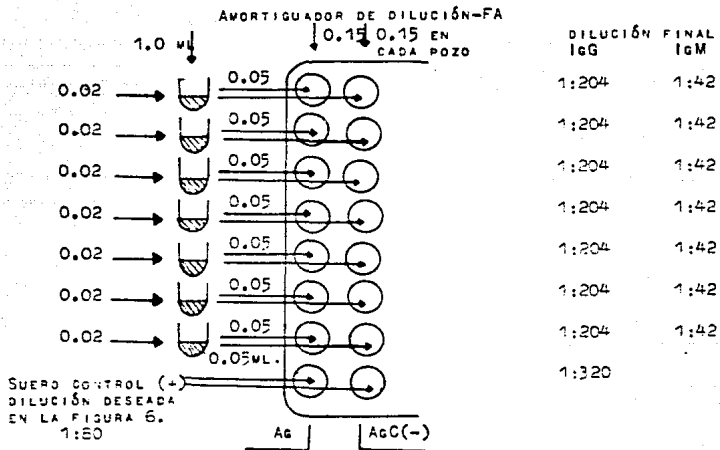 AMORTIGUADOR DE DILUCIÓN-FA
1.0 ML
0.15 0.15 EN
CADA POZO
DILUCIÓN FINAL
IGG IGM
0.02 0.05 1:204 1:42
0.02 0.05 1:204 1:42
0.02 0.05 1:204 1:42
0.02 0.05 1:204 1:42
0.02 0.05 1:204 1:42
0.02 0.05 1:204 1:42
0.02 0.05 1:204 1:42
0.05ML.
1:320
SUERO CONTROL (+)
DILUCIÓN DESEADA
EN LA FIGURA 6.
1:80
AG AGC(-)